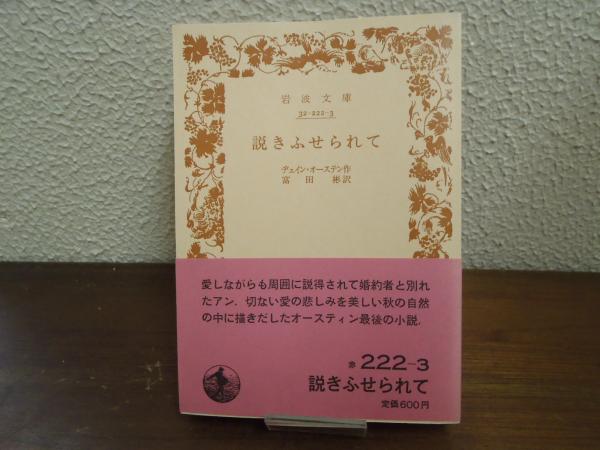 岩波文庫
32-222-3
説きふせられて
ヂェイン・オーステン作
富田 彬訳
愛しながらも周囲に説得されて婚約者と別れ
たアン．切ない愛の悲しみを美しい秋の自然
の中に描きだしたオースティン最後の小説．
赤 222-3
説きふせられて
定価600円